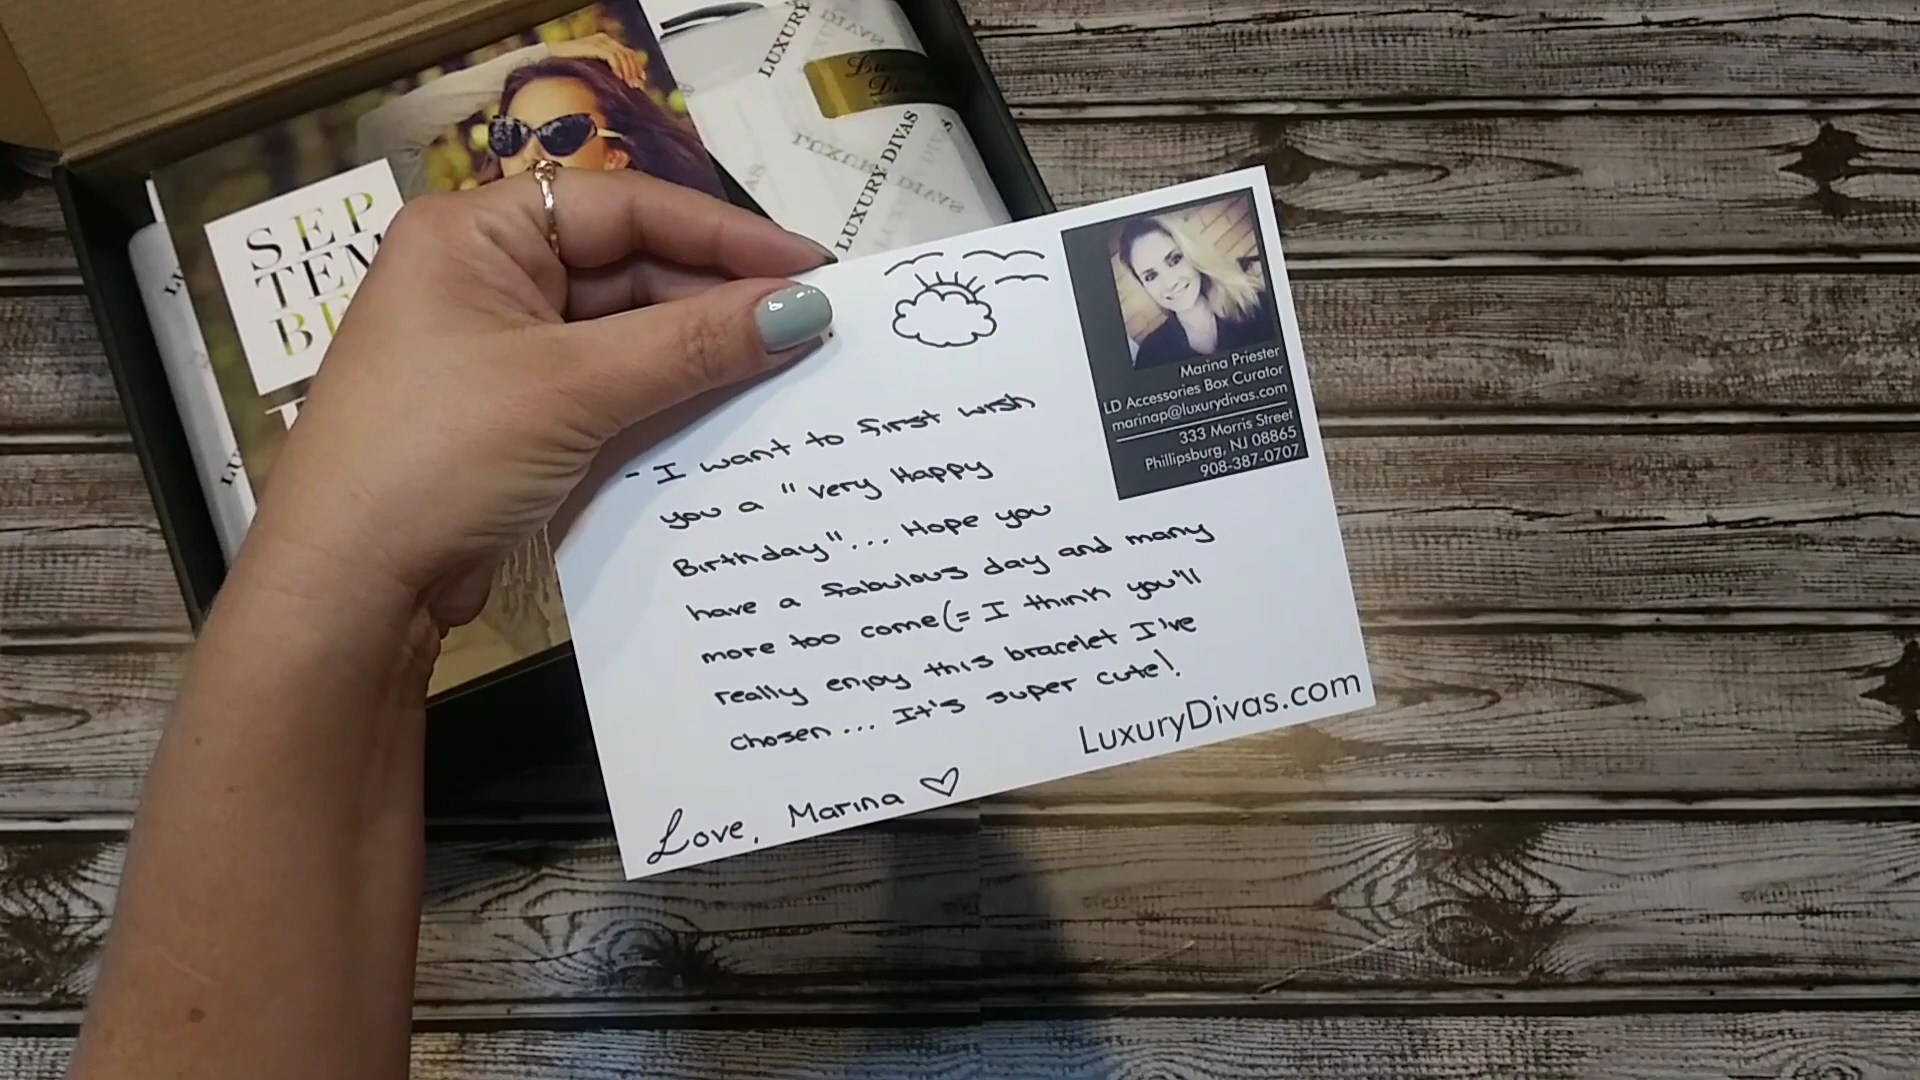 LUXURY
LUXURY DIVAS
SEP
TEM
BE
Marina Priester
LD Accessories Box Curator
marinap@luxurydivas.com
333 Morris Street
Phillipsburg, NJ 08865
908-387-0707
- I want to first wish
you a "very Happy
Birthday"... Hope you
have a fabulous day and many
more too come(= I think you'll
really enjoy this bracelet I've
chosen... It's super cute!
Love, Marina ♡
LuxuryDivas.com